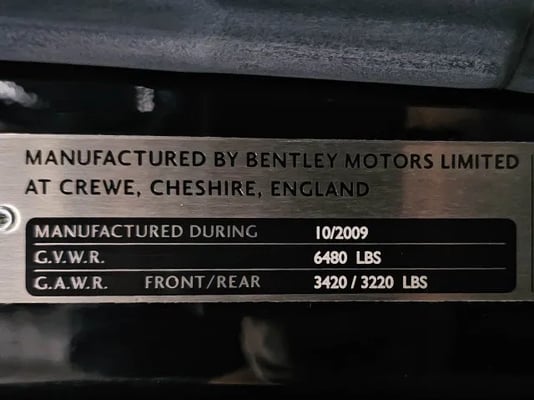 MANUFACTURED BY BENTLEY MOTORS LIMITED
AT CREWE, CHESHIRE, ENGLAND
MANUFACTURED DURING 10/2009
G.V.W.R. 6480 LBS
G.A.W.R. FRONT/REAR 3420 / 3220 LBS